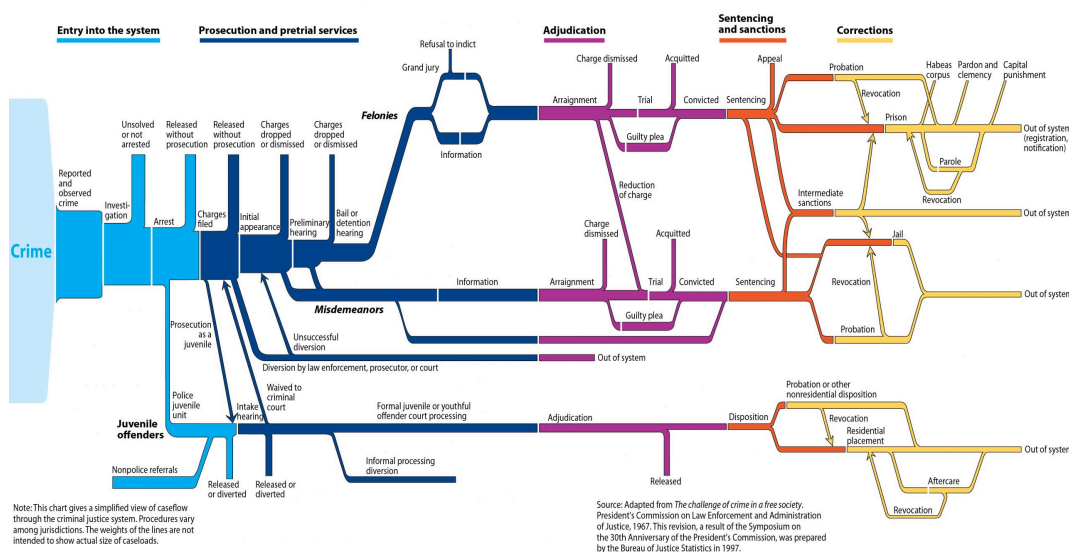 Entry into the system
Prosecution and pretrial services
Adjudication
Sentencing
and sanctions
Corrections
Crime
Reported
and
observed
crime
Investi-
gation
Unsolved
or not
arrested
Arrest
Released
without
prosecution
Charges
filed
Released
without
prosecution
Initial
appearance
Charges
dropped
or dismissed
Preliminary
hearing
Charges
dropped
or dismissed
Bail or
detention
hearing
Felonies
Refusal to indict
Grand jury
Information
Arraignment
Charge dismissed
Trial
Acquitted
Convicted
Guilty plea
Reduction
of charge
Sentencing
Appeal
Probation
Revocation
Prison
Habeas
corpus
Pardon and
clemency
Capital
punishment
Parole
Revocation
Out of system
(registration,
notification)
Intermediate
sanctions
Out of system
Misdemeanors
Information
Arraignment
Charge
dismissed
Trial
Acquitted
Convicted
Guilty plea
Sentencing
Jail
Revocation
Probation
Out of system
Unsuccessful
diversion
Diversion by law enforcement, prosecutor, or court
Out of system
Prosecution
as a
juvenile
Waived to
criminal
court
Police
juvenile
unit
Juvenile
offenders
Intake
hearing
Nonpolice referrals
Released
or diverted
Released or
diverted
Formal juvenile or youthful
offender court processing
Informal processing
diversion
Adjudication
Released
Disposition
Probation or other
nonresidential disposition
Revocation
Residential
placement
Aftercare
Revocation
Out of system
Note: This chart gives a simplified view of caseflow
through the criminal justice system. Procedures vary
among jurisdictions. The weights of the lines are not
intended to show actual size of caseloads.
Source: Adapted from The challenge of crime in a free society.
President's Commission on Law Enforcement and Administration
of Justice, 1967. This revision, a result of the Symposium on
the 30th Anniversary of the President's Commission, was prepared
by the Bureau of Justice Statistics in 1997.